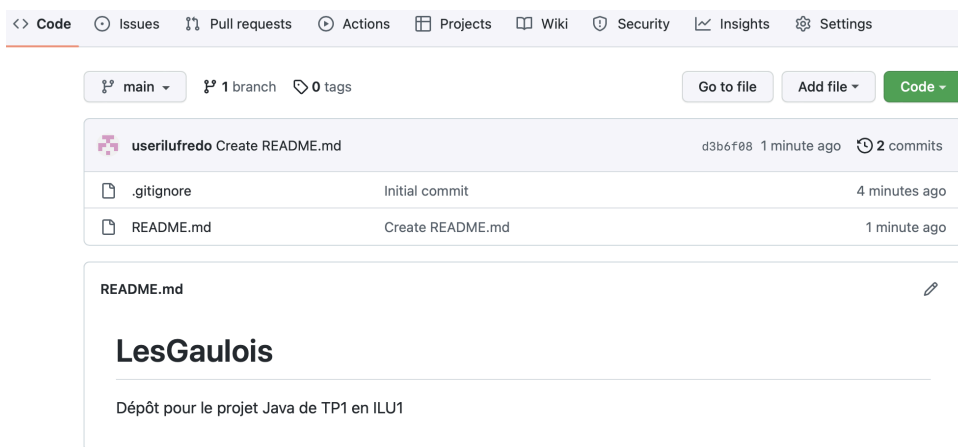 <> Code Issues Pull requests Actions Projects Wiki Security Insights Settings
main 1 branch 0 tags Go to file Add file Code
userilufredo Create README.md d3b6f08 1 minute ago 2 commits
.gitignore Initial commit 4 minutes ago
README.md Create README.md 1 minute ago
README.md
LesGaulois
Dépôt pour le projet Java de TP1 en ILU1